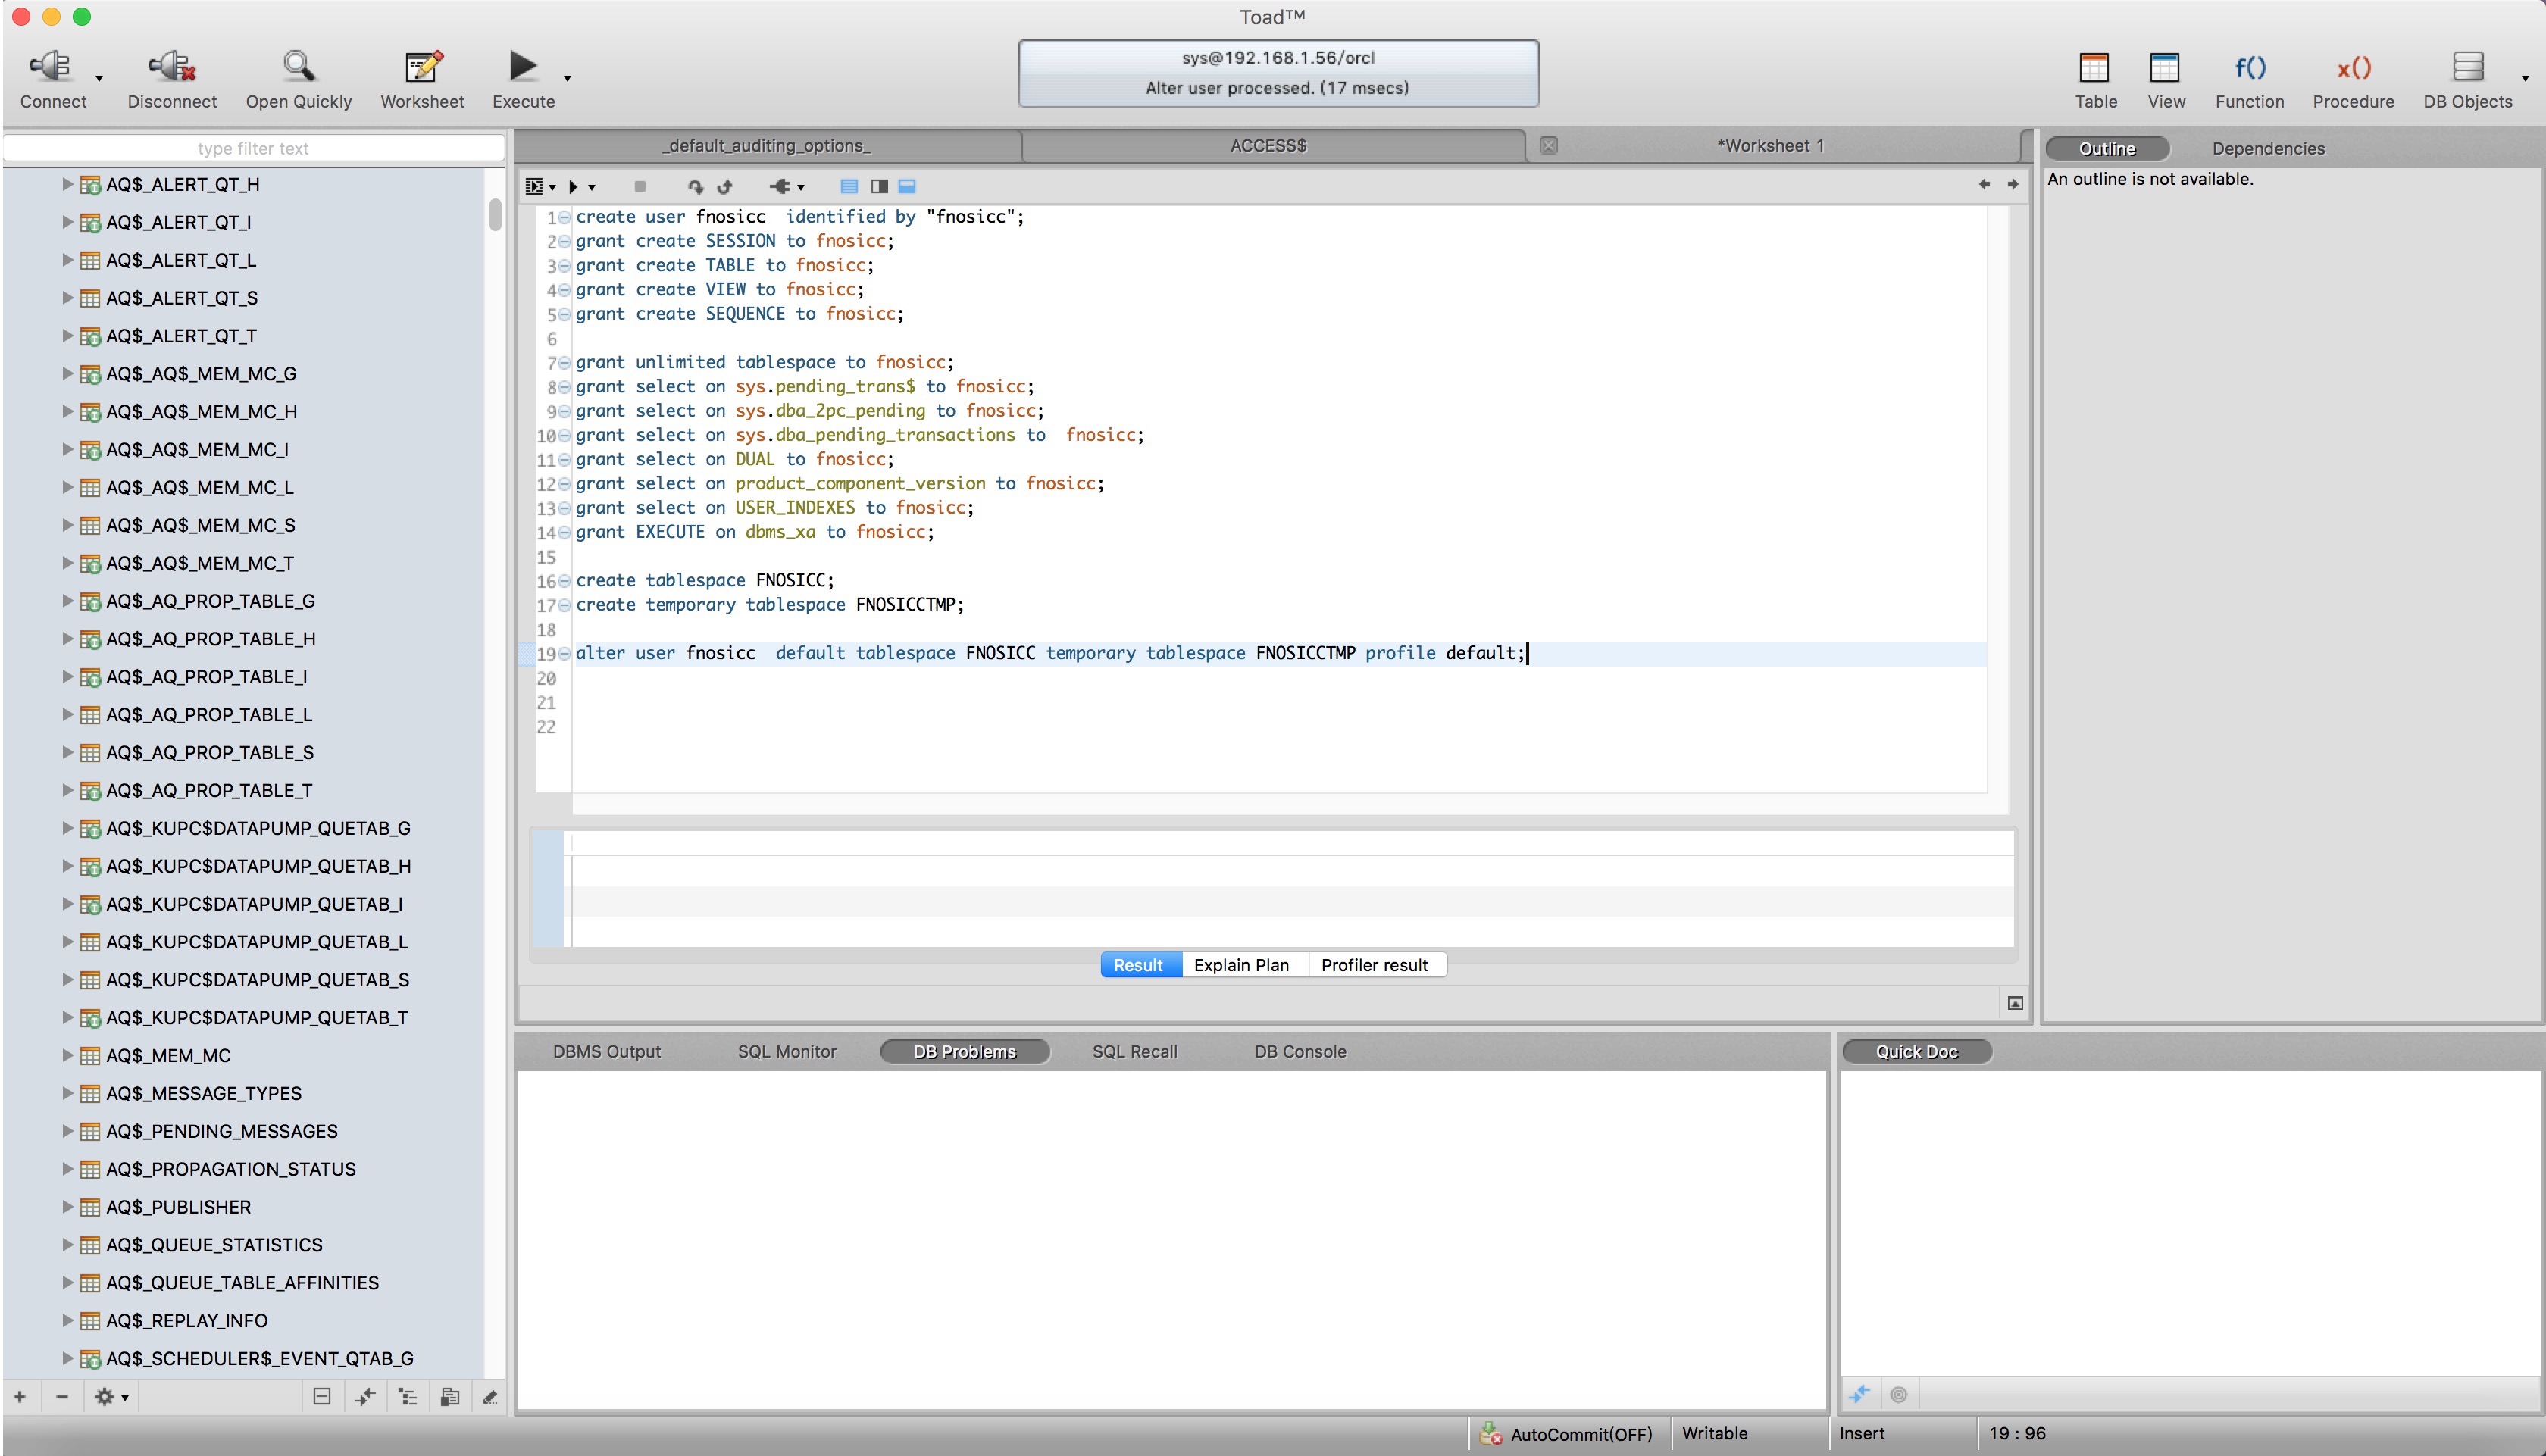 Toad™
Connect
Disconnect
Open Quickly
Worksheet
Execute
sys@192.168.1.56/orcl
Alter user processed. (17 msecs)
Table
View
Function
Procedure
DB Objects
type filter text
AQ$_ALERT_QT_H
AQ$_ALERT_QT_I
AQ$_ALERT_QT_L
AQ$_ALERT_QT_S
AQ$_ALERT_QT_T
AQ$_AQ$_MEM_MC_G
AQ$_AQ$_MEM_MC_H
AQ$_AQ$_MEM_MC_I
AQ$_AQ$_MEM_MC_L
AQ$_AQ$_MEM_MC_S
AQ$_AQ$_MEM_MC_T
AQ$_AQ_PROP_TABLE_G
AQ$_AQ_PROP_TABLE_H
AQ$_AQ_PROP_TABLE_I
AQ$_AQ_PROP_TABLE_L
AQ$_AQ_PROP_TABLE_S
AQ$_AQ_PROP_TABLE_T
AQ$_KUPC$DATAPUMP_QUETAB_G
AQ$_KUPC$DATAPUMP_QUETAB_H
AQ$_KUPC$DATAPUMP_QUETAB_I
AQ$_KUPC$DATAPUMP_QUETAB_L
AQ$_KUPC$DATAPUMP_QUETAB_S
AQ$_KUPC$DATAPUMP_QUETAB_T
AQ$_MEM_MC
AQ$_MESSAGE_TYPES
AQ$_PENDING_MESSAGES
AQ$_PROPAGATION_STATUS
AQ$_PUBLISHER
AQ$_QUEUE_STATISTICS
AQ$_QUEUE_TABLE_AFFINITIES
AQ$_REPLAY_INFO
AQ$_SCHEDULER$_EVENT_QTAB_G
_default_auditing_options_
ACCESS$
*Worksheet 1
1 create user fnosicc  identified by "fnosicc";
2 grant create SESSION to fnosicc;
3 grant create TABLE to fnosicc;
4 grant create VIEW to fnosicc;
5 grant create SEQUENCE to fnosicc;
6
7 grant unlimited tablespace to fnosicc;
8 grant select on sys.pending_trans$ to fnosicc;
9 grant select on sys.dba_2pc_pending to fnosicc;
10 grant select on sys.dba_pending_transactions to  fnosicc;
11 grant select on DUAL to fnosicc;
12 grant select on product_component_version to fnosicc;
13 grant select on USER_INDEXES to fnosicc;
14 grant EXECUTE on dbms_xa to fnosicc;
15
16 create tablespace FNOSICC;
17 create temporary tablespace FNOSICCTMP;
18
19 alter user fnosicc  default tablespace FNOSICC temporary tablespace FNOSICCTMP profile default;
20
21
22
Result
Explain Plan
Profiler result
Outline
Dependencies
An outline is not available.
DBMS Output
SQL Monitor
DB Problems
SQL Recall
DB Console
Quick Doc
AutoCommit(OFF)
Writable
Insert
19 : 96